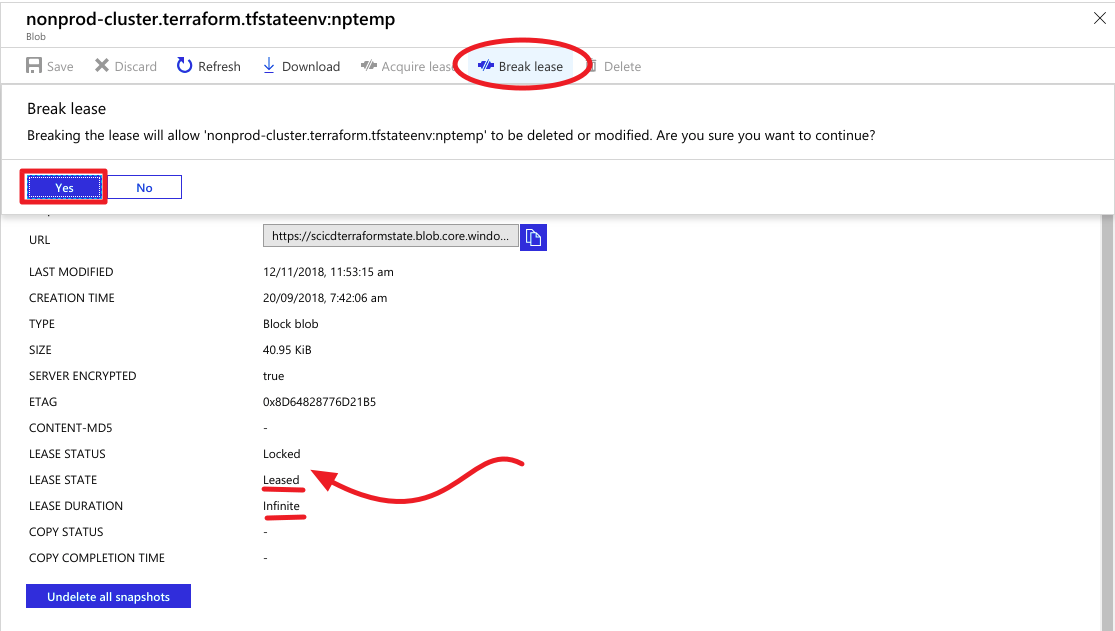 nonprod-cluster.terraform.tfstateenv:nptemp
Blob
Save Discard Refresh Download Acquire lease Break lease Delete
Break lease
Breaking the lease will allow 'nonprod-cluster.terraform.tfstateenv:nptemp' to be deleted or modified. Are you sure you want to continue?
Yes No
URL https://scicdterraformstate.blob.core.windo...
LAST MODIFIED 12/11/2018, 11:53:15 am
CREATION TIME 20/09/2018, 7:42:06 am
TYPE Block blob
SIZE 40.95 KiB
SERVER ENCRYPTED true
ETAG 0x8D64828776D21B5
CONTENT-MD5 -
LEASE STATUS Locked
LEASE STATE Leased
LEASE DURATION Infinite
COPY STATUS -
COPY COMPLETION TIME -
Undelete all snapshots